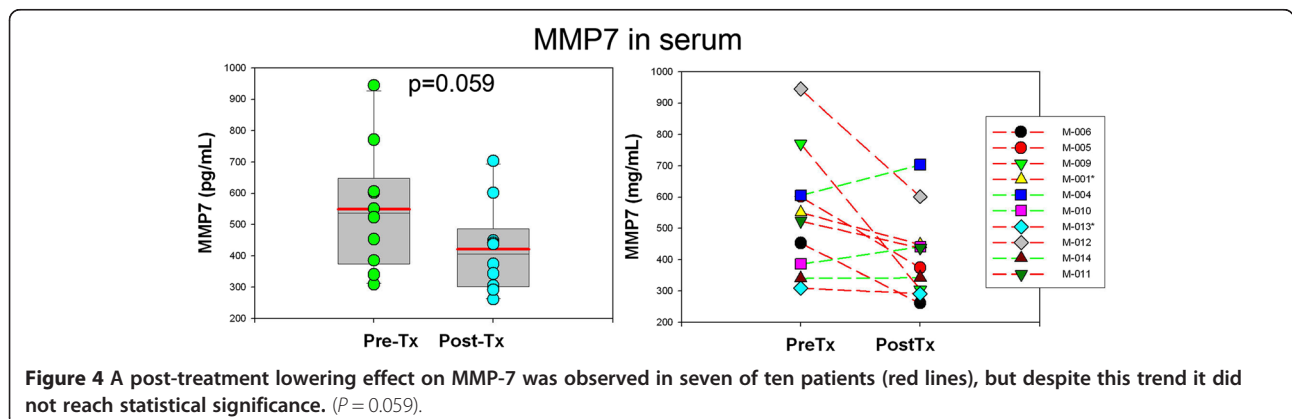 MMP7 in serum
1000
900
800
700
600
500
400
300
200
MMP7 (pg/mL)
p=0.059
Pre-Tx Post-Tx
1000
900
800
700
600
500
400
300
200
MMP7 (mg/mL)
PreTx PostTx
M-006
M-005
M-009
M-001*
M-004
M-010
M-013*
M-012
M-014
M-011
Figure 4 A post-treatment lowering effect on MMP-7 was observed in seven of ten patients (red lines), but despite this trend it did
not reach statistical significance. (P = 0.059).